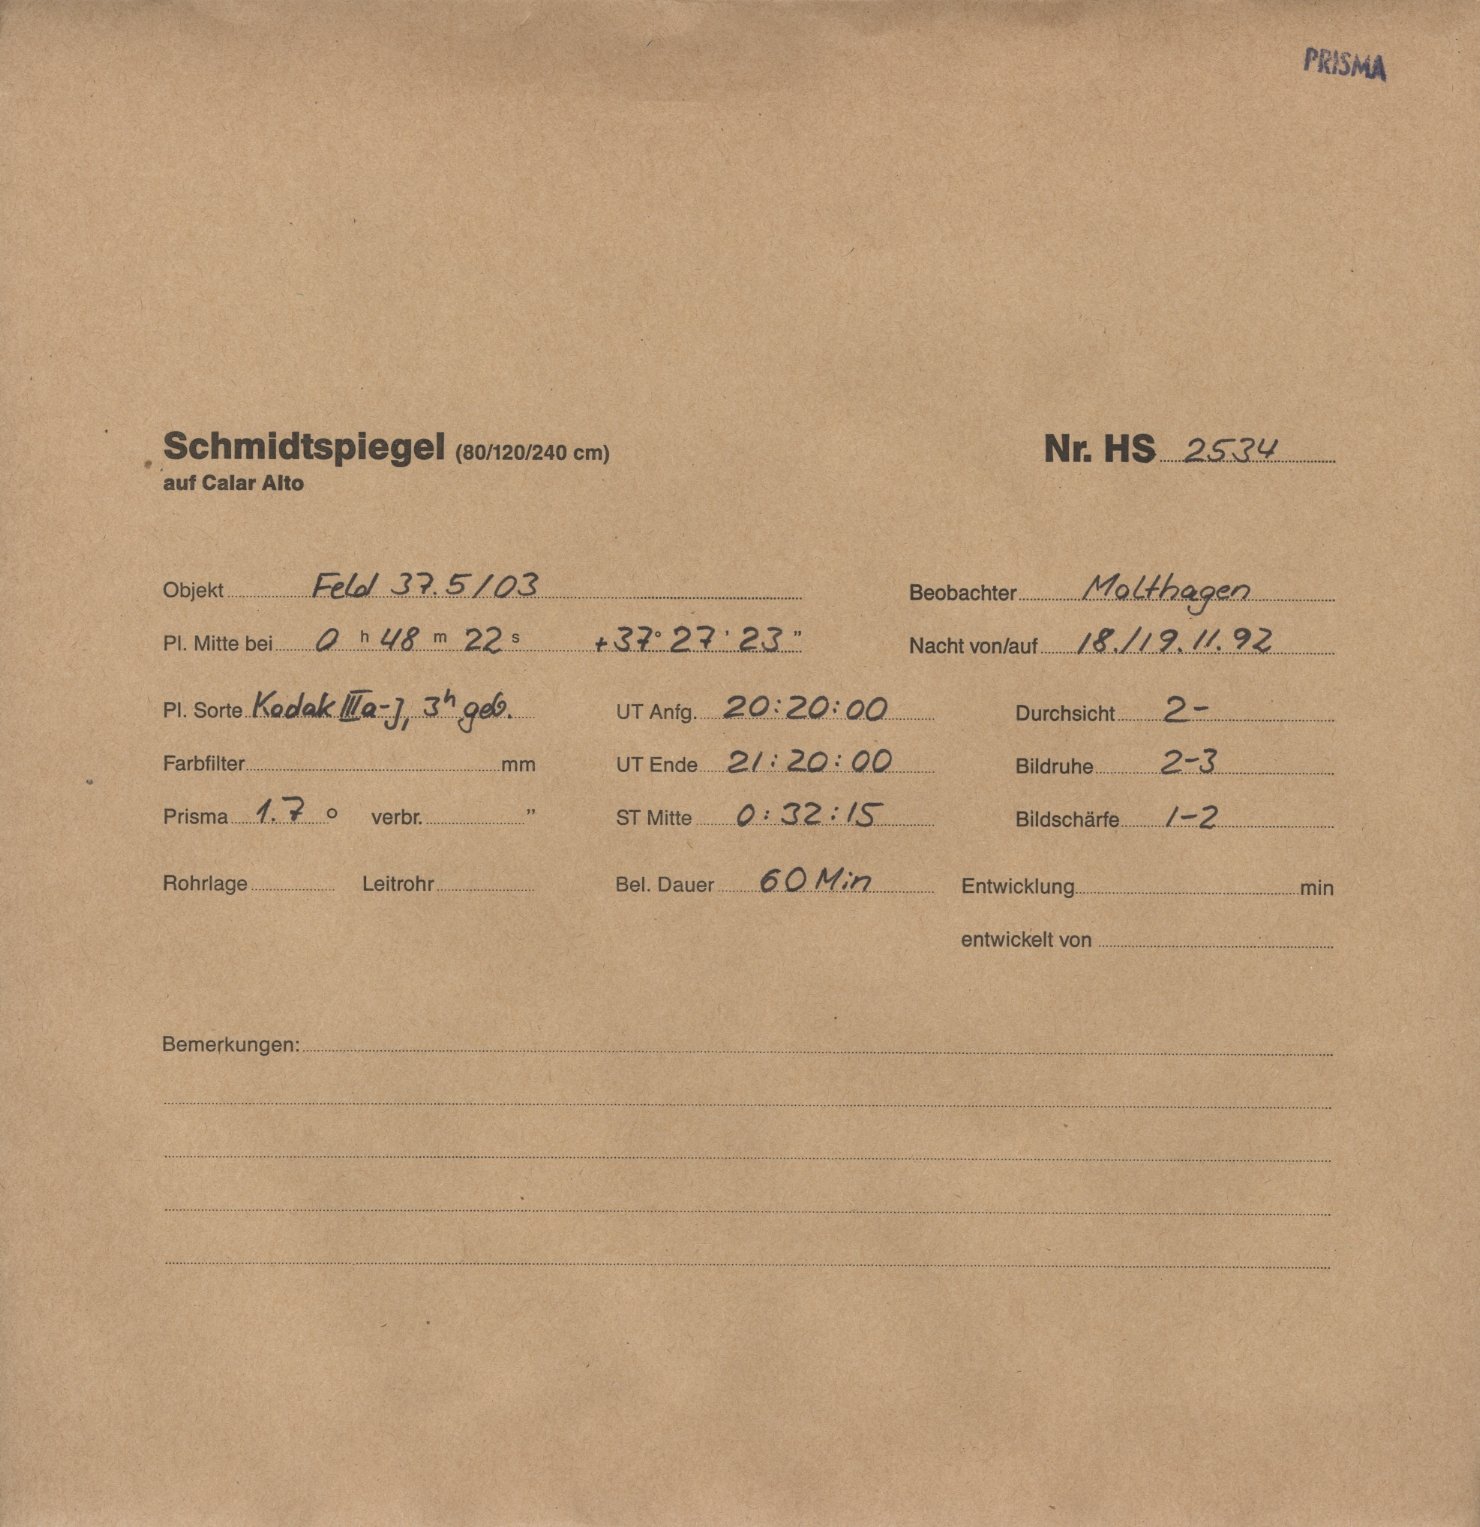 PRISMA
Schmidtspiegel (80/120/240 cm) Nr. HS 2534
auf Calar Alto
Objekt Feld 37.5/03 Beobachter Molthagen
Pl. Mitte bei 0 h 48 m 22 s +37° 27' 23" Nacht von/auf 18./19.11.92
Pl. Sorte Kodak IIIa-J, 3h geb. UT Anfg. 20:20:00 Durchsicht 2-
Farbfilter mm UT Ende 21:20:00 Bildruhe 2-3
Prisma 1.7 ° verbr. " ST Mitte 0:32:15 Bildschärfe 1-2
Rohrlage Leitrohr Bel. Dauer 60 Min Entwicklung min
entwickelt von
Bemerkungen: